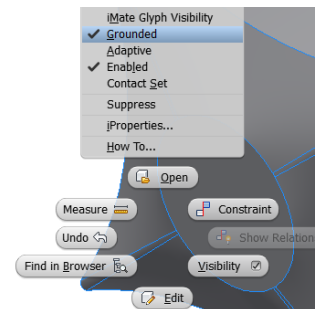 iMate Glyph Visibility
Grounded
Adaptive
Enabled
Contact Set
Suppress
iProperties...
How To...
Open
Measure
Constraint
Undo
Show Relation
Find in Browser
Visibility
Edit